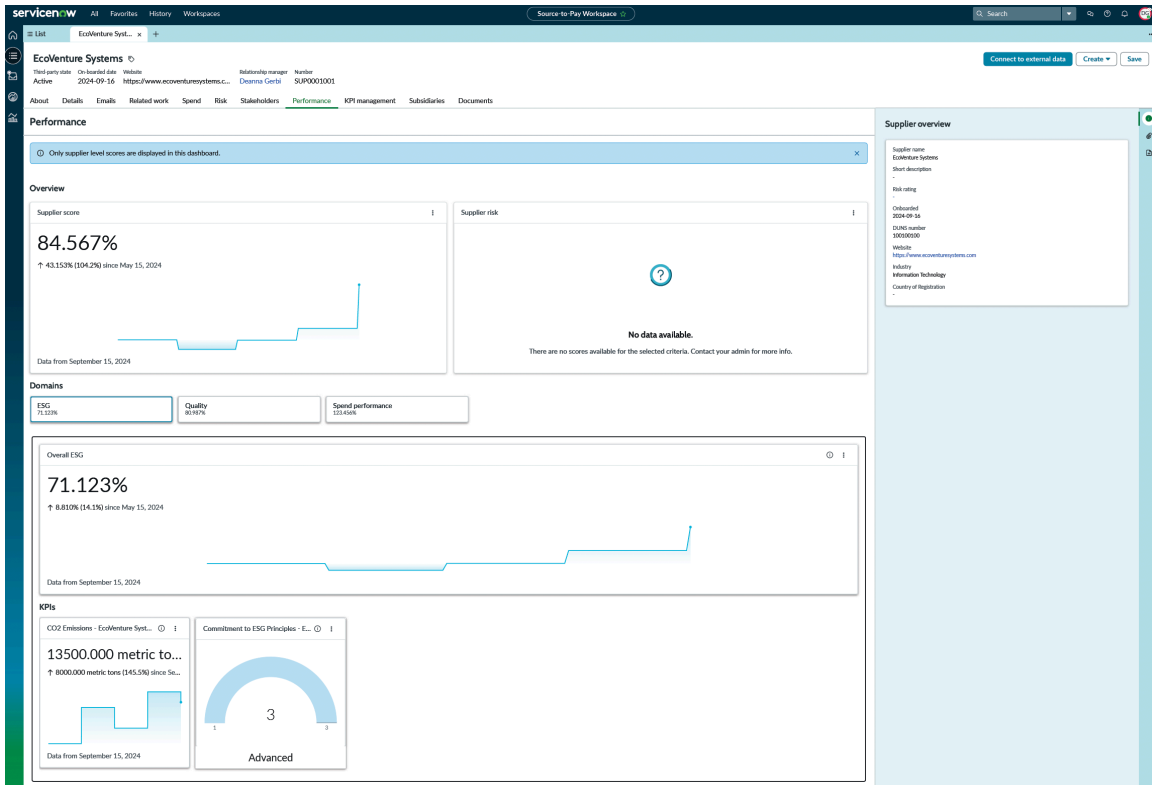 servicenow All Favorites History Workspaces Source-to-Pay Workspace Search
List EcoVenture Syst... × +
EcoVenture Systems
Connect to external data Create Save
Third-party state On-boarded date Website Relationship manager Number
Active 2024-09-16 https://www.ecoventuresystems.c... Deanna Gerbi SUP0001001
About Details Emails Related work Spend Risk Stakeholders Performance KPI management Subsidiaries Documents
Performance
Only supplier level scores are displayed in this dashboard.
Overview
Supplier score
84.567%
↑ 43.153% (104.2%) since May 15, 2024
Data from September 15, 2024
Supplier risk
?
No data available.
There are no scores available for the selected criteria. Contact your admin for more info.
Domains
ESG
71.123%
Quality
80.987%
Spend performance
123.456%
Overall ESG
71.123%
↑ 8.810% (14.1%) since May 15, 2024
Data from September 15, 2024
KPIs
CO2 Emissions - EcoVenture Syst...
13500.000 metric to...
↑ 8000.000 metric tons (145.5%) since Se...
Data from September 15, 2024
Commitment to ESG Principles - E...
3
1 3
Advanced
Supplier overview
Supplier name
EcoVenture Systems
Short description
-
Risk rating
-
Onboarded
2024-09-16
DUNS number
100100100
Website
https://www.ecoventuresystems.com
Industry
Information Technology
Country of Registration
-